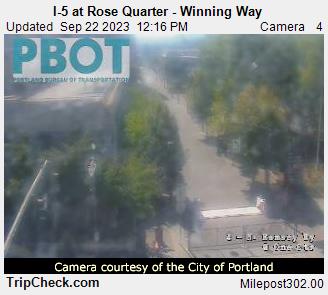 I-5 at Rose Quarter - Winning Way
Updated Sep 22 2023 12:16 PM Camera 4
PBOT
PORTLAND BUREAU OF TRANSPORTATION
Camera courtesy of the City of Portland
TripCheck.com Milepost302.00